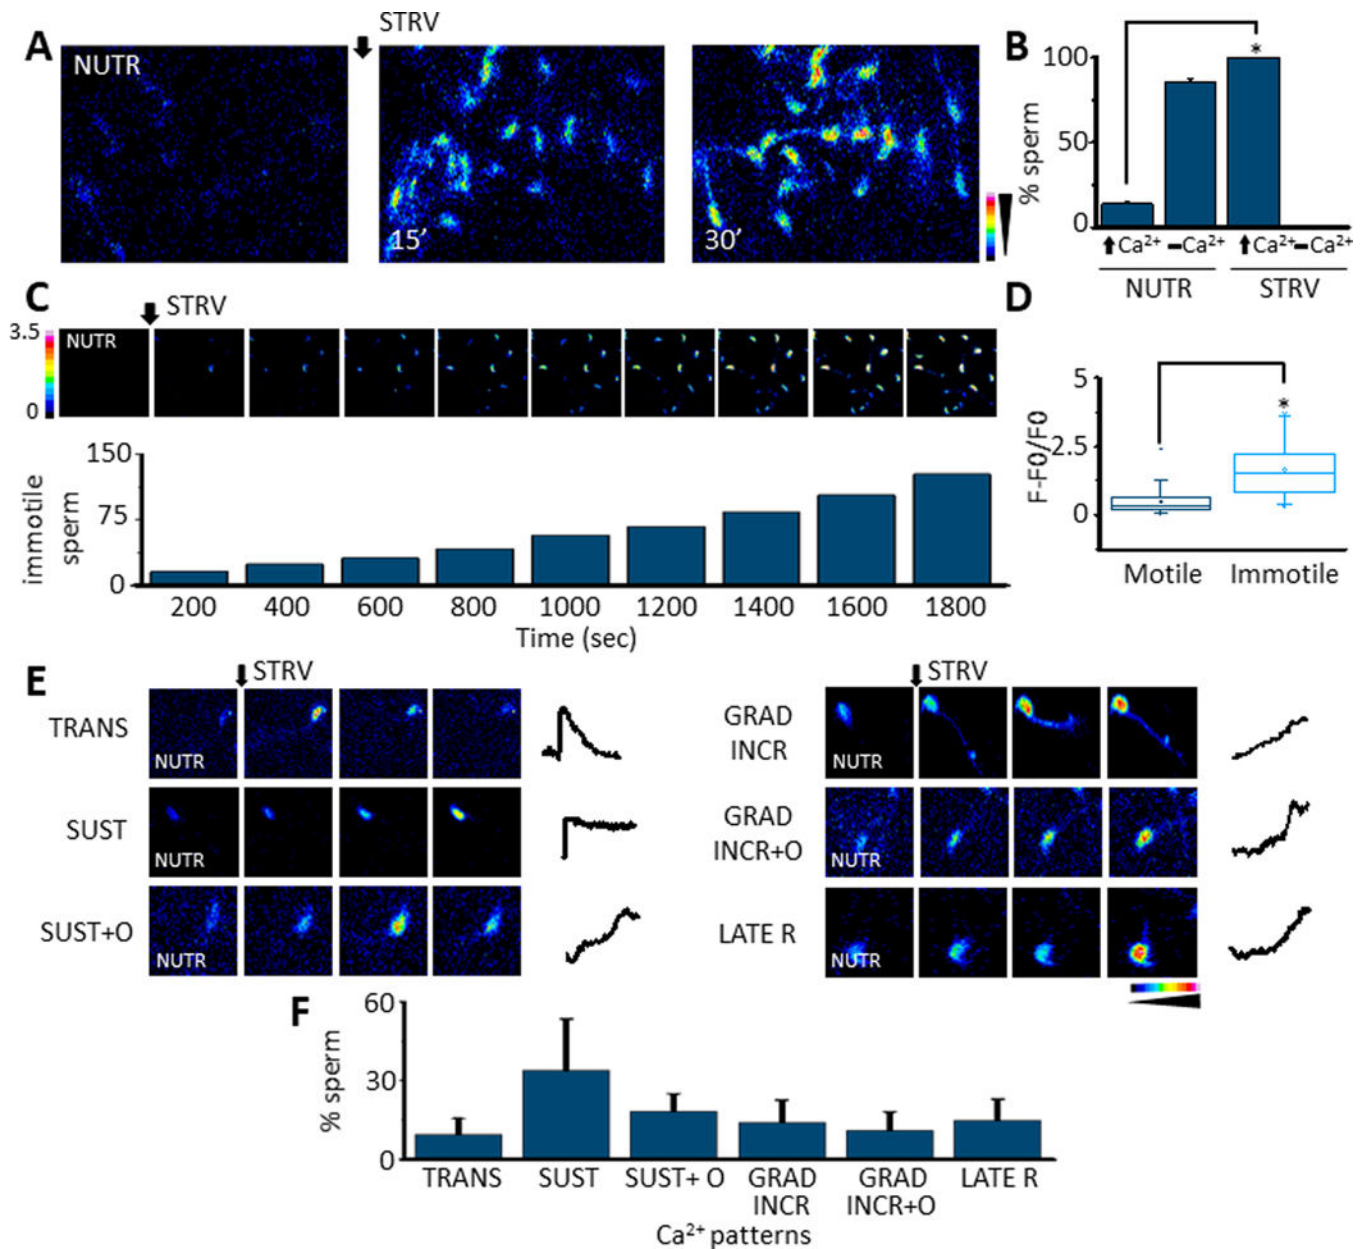 A
NUTR
STRV
15’
30’
B
% sperm
100
50
0
*
⬆Ca²⁺ ━Ca²⁺ ⬆Ca²⁺ ━Ca²⁺
NUTR STRV
C
STRV
3.5
0
NUTR
immotile
sperm
150
75
0
200 400 600 800 1000 1200 1400 1600 1800
Time (sec)
D
F-F0/F0
5
2.5
0
*
Motile Immotile
E
STRV
TRANS
NUTR
SUST
NUTR
SUST+O
NUTR
STRV
GRAD
INCR
NUTR
GRAD
INCR+O
NUTR
LATE R
NUTR
F
% sperm
60
30
0
TRANS SUST SUST+ O GRAD GRAD LATE R
INCR INCR+O
Ca²⁺ patterns